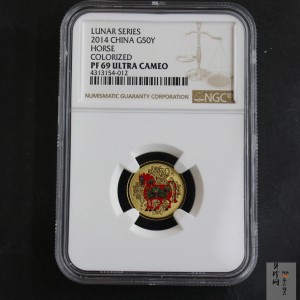 LUNAR SERIES
2014 CHINA G50Y
HORSE
COLORIZED
PF 69 ULTRA CAMEO
4313154-012
NUMISMATIC GUARANTY CORPORATION
NGC